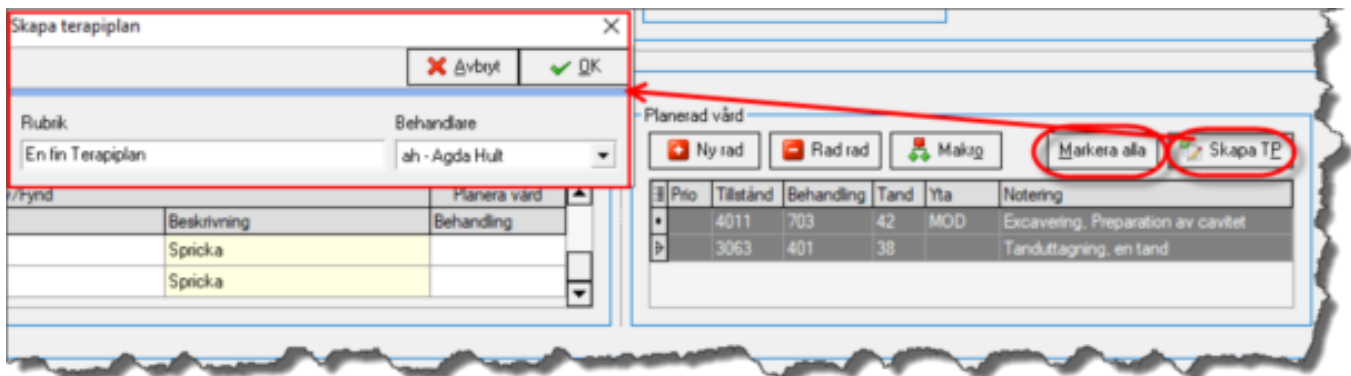 Skapa terapiplan
Avbryt OK
Rubrik Behandlare
En fin Terapiplan ah - Agda Hult
/Fynd Planera vård
Beskrivning Behandling
Spricka
Spricka
Planerad vård
Ny rad Rad rad Makro Markera alla Skapa TP
Prio Tillstånd Behandling Tand Yta Notering
4011 703 42 MOD Excavering, Preparation av cavitet
3063 401 38 Tanduttagning, en tand